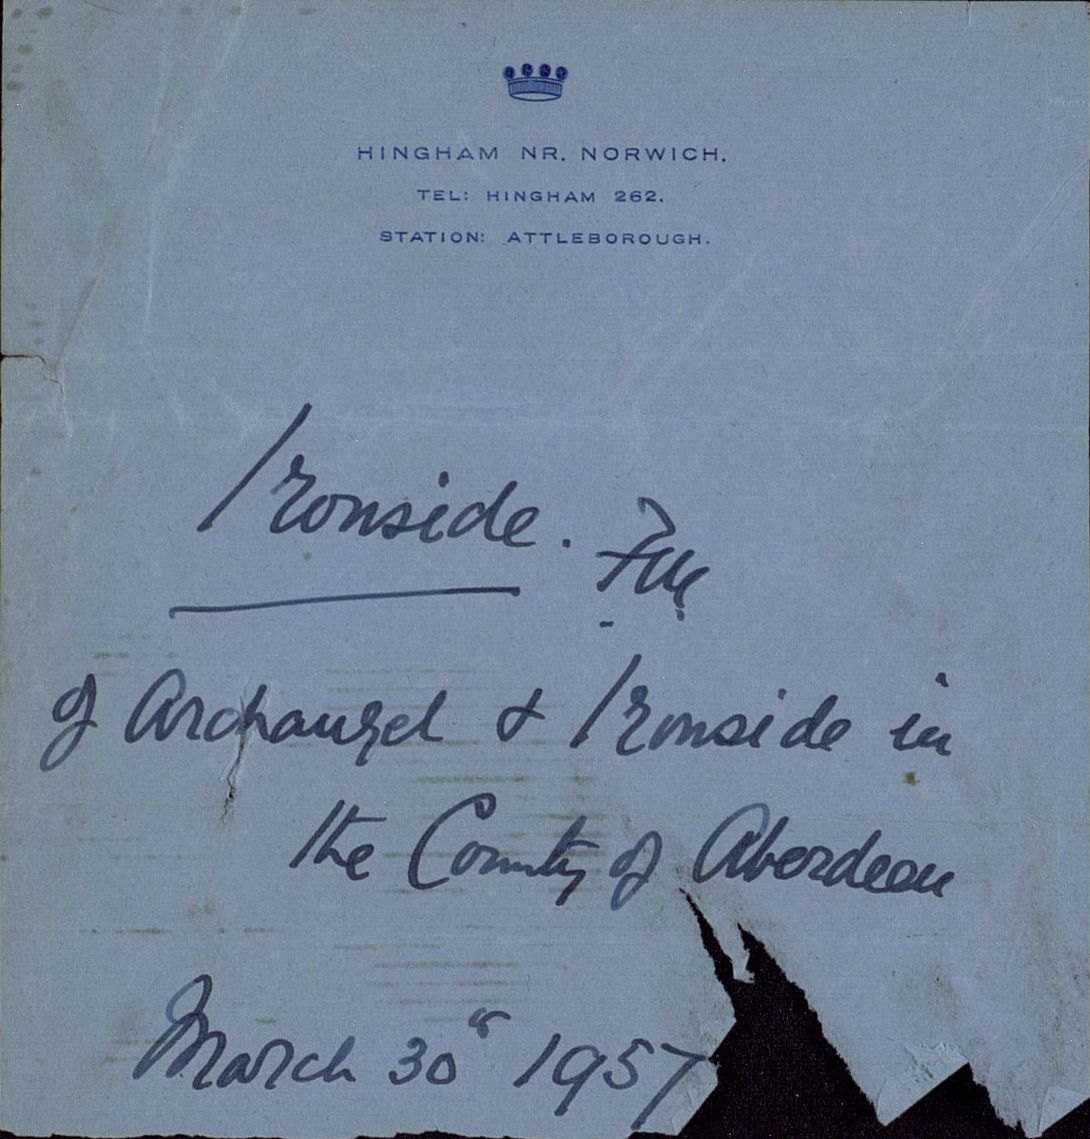 HINGHAM NR. NORWICH.
TEL: HINGHAM 262.
STATION: ATTLEBOROUGH.
Ironside. F.M.
of Archangel & Ironside in
the County of Aberdeen
March 30th 1957